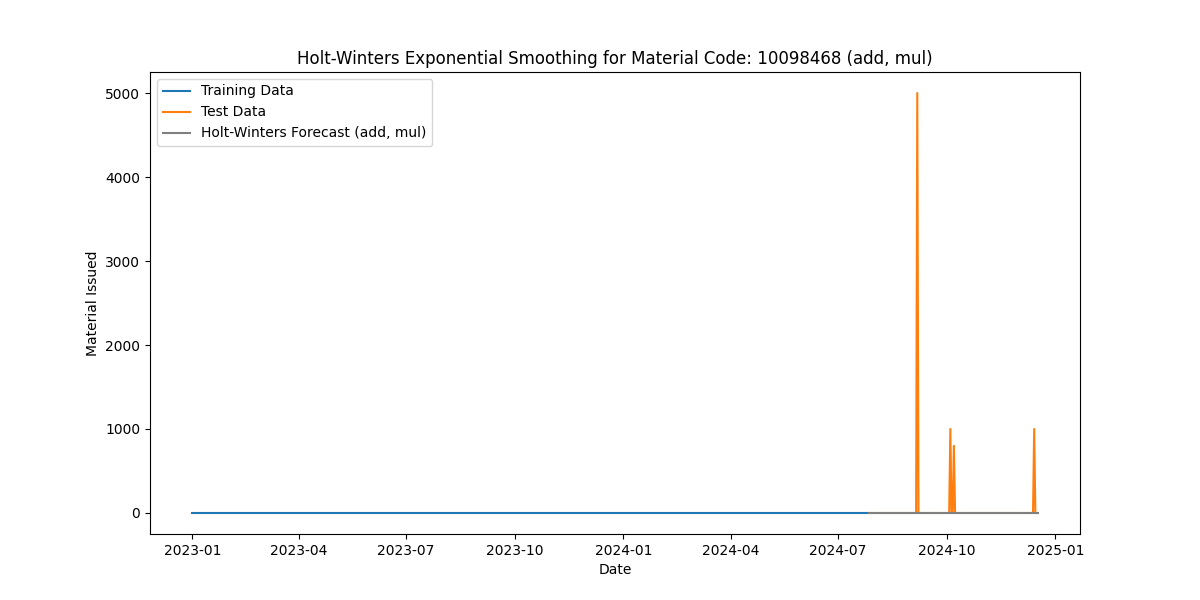 Holt-Winters Exponential Smoothing for Material Code: 10098468 (add, mul)
Training Data
Test Data
Holt-Winters Forecast (add, mul)
5000
4000
3000
2000
1000
0
Material Issued
2023-01 2023-04 2023-07 2023-10 2024-01 2024-04 2024-07 2024-10 2025-01
Date